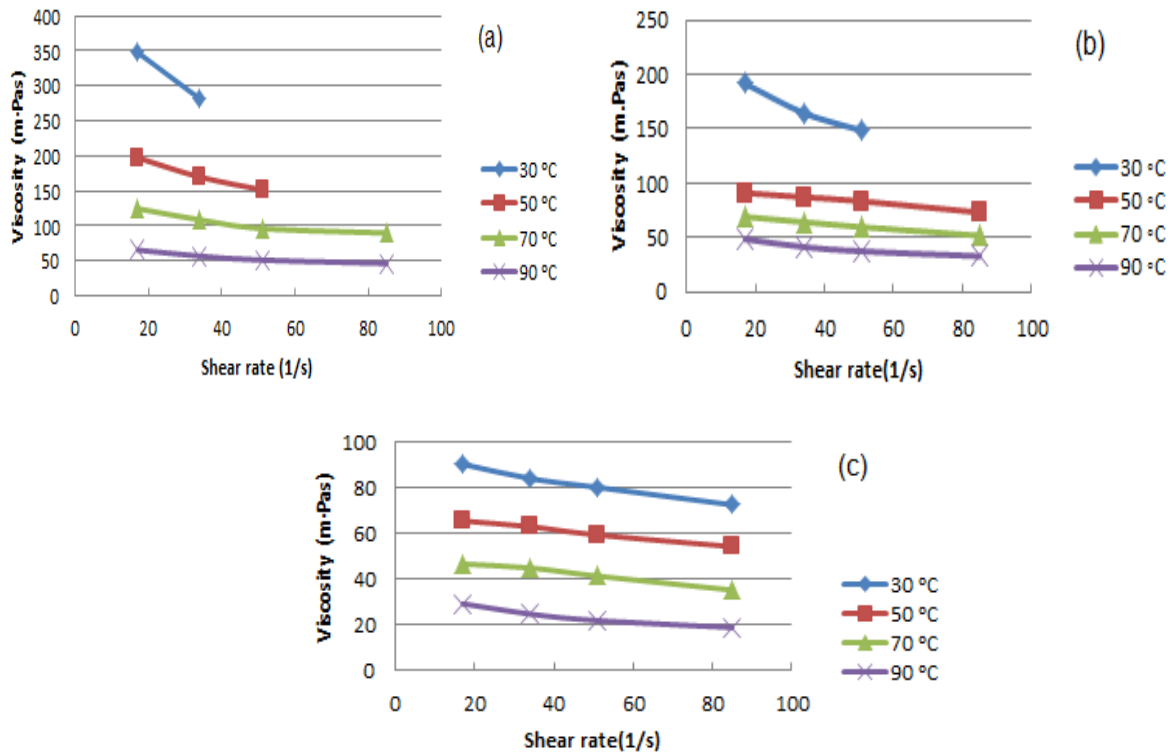 (a)
Viscosity (m·Pas)
400
350
300
250
200
150
100
50
0
0 20 40 60 80 100
Shear rate (1/s)
30 °C
50 °C
70 °C
90 °C
(b)
Viscosity (m.Pas)
250
200
150
100
50
0
0 20 40 60 80 100
Shear rate(1/s)
30 °C
50 °C
70 °C
90 °C
(c)
Viscosity (m·Pas)
100
80
60
40
20
0
0 20 40 60 80 100
Shear rate(1/s)
30 °C
50 °C
70 °C
90 °C